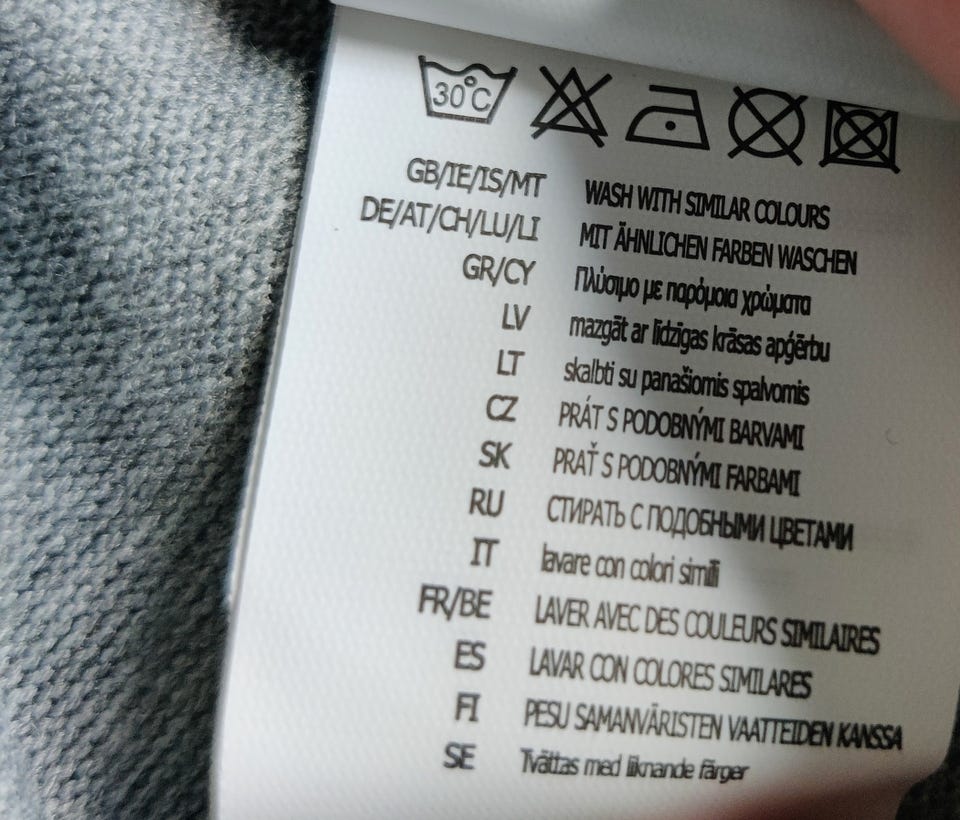 30°C
GB/IE/IS/MT WASH WITH SIMILAR COLOURS
DE/AT/CH/LU/LI MIT ÄHNLICHEN FARBEN WASCHEN
GR/CY Πλύσιμο με παρόμοια χρώματα
LV mazgāt ar līdzīgas krāsas apģērbu
LT skalbti su panašiomis spalvomis
CZ PRÁT S PODOBNÝMI BARVAMI
SK PRAŤ S PODOBNÝMI FARBAMI
RU СТИРАТЬ С ПОДОБНЫМИ ЦВЕТАМИ
IT lavare con colori simili
FR/BE LAVER AVEC DES COULEURS SIMILAIRES
ES LAVAR CON COLORES SIMILARES
FI PESU SAMANVÄRISTEN VAATTEIDEN KANSSA
SE Tvättas med liknande färger